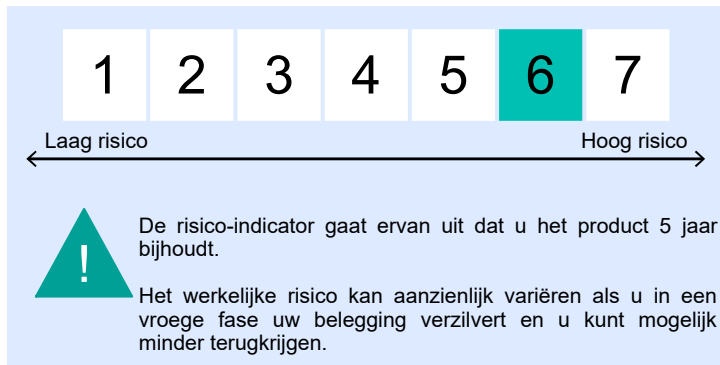 1 2 3 4 5 6 7
Laag risico Hoog risico
!
De risico-indicator gaat ervan uit dat u het product 5 jaar
bijhoudt.
Het werkelijke risico kan aanzienlijk variëren als u in een
vroege fase uw belegging verzilvert en u kunt mogelijk
minder terugkrijgen.